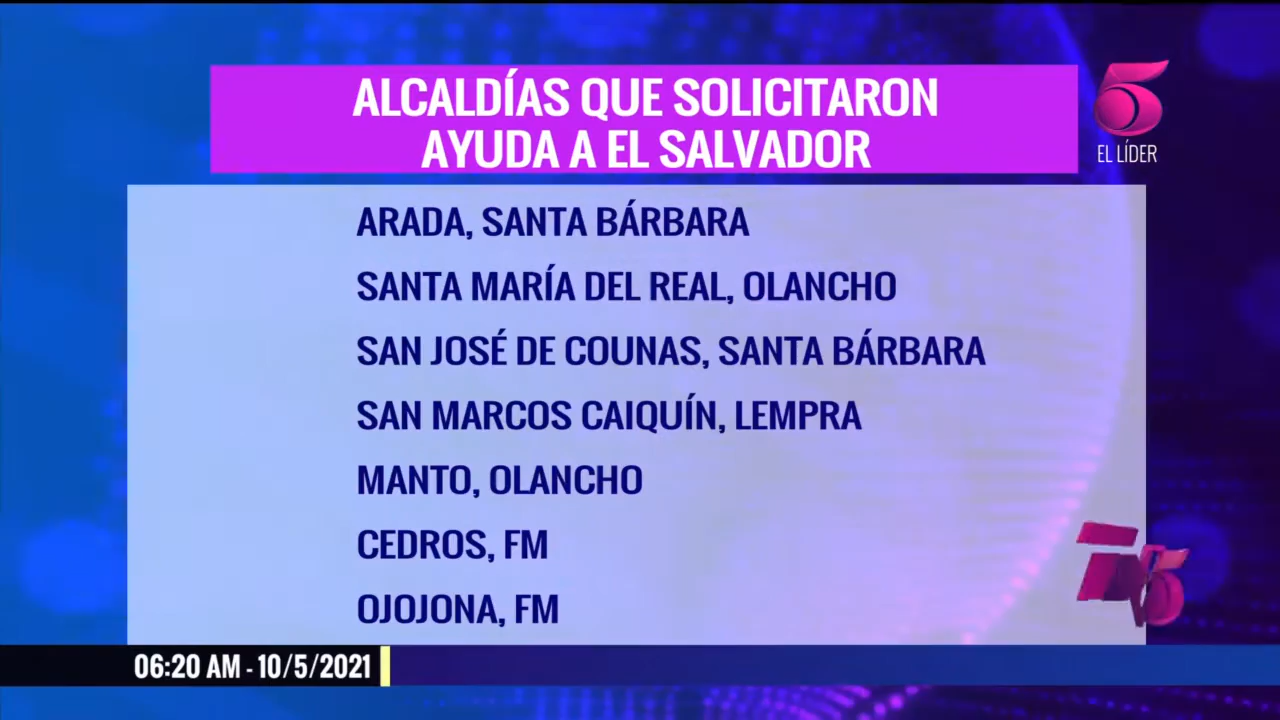 ALCALDÍAS QUE SOLICITARON
AYUDA A EL SALVADOR
5
EL LÍDER
ARADA, SANTA BÁRBARA
SANTA MARÍA DEL REAL, OLANCHO
SAN JOSÉ DE COUNAS, SANTA BÁRBARA
SAN MARCOS CAIQUÍN, LEMPRA
MANTO, OLANCHO
CEDROS, FM
OJOJONA, FM
06:20 AM - 10/5/2021